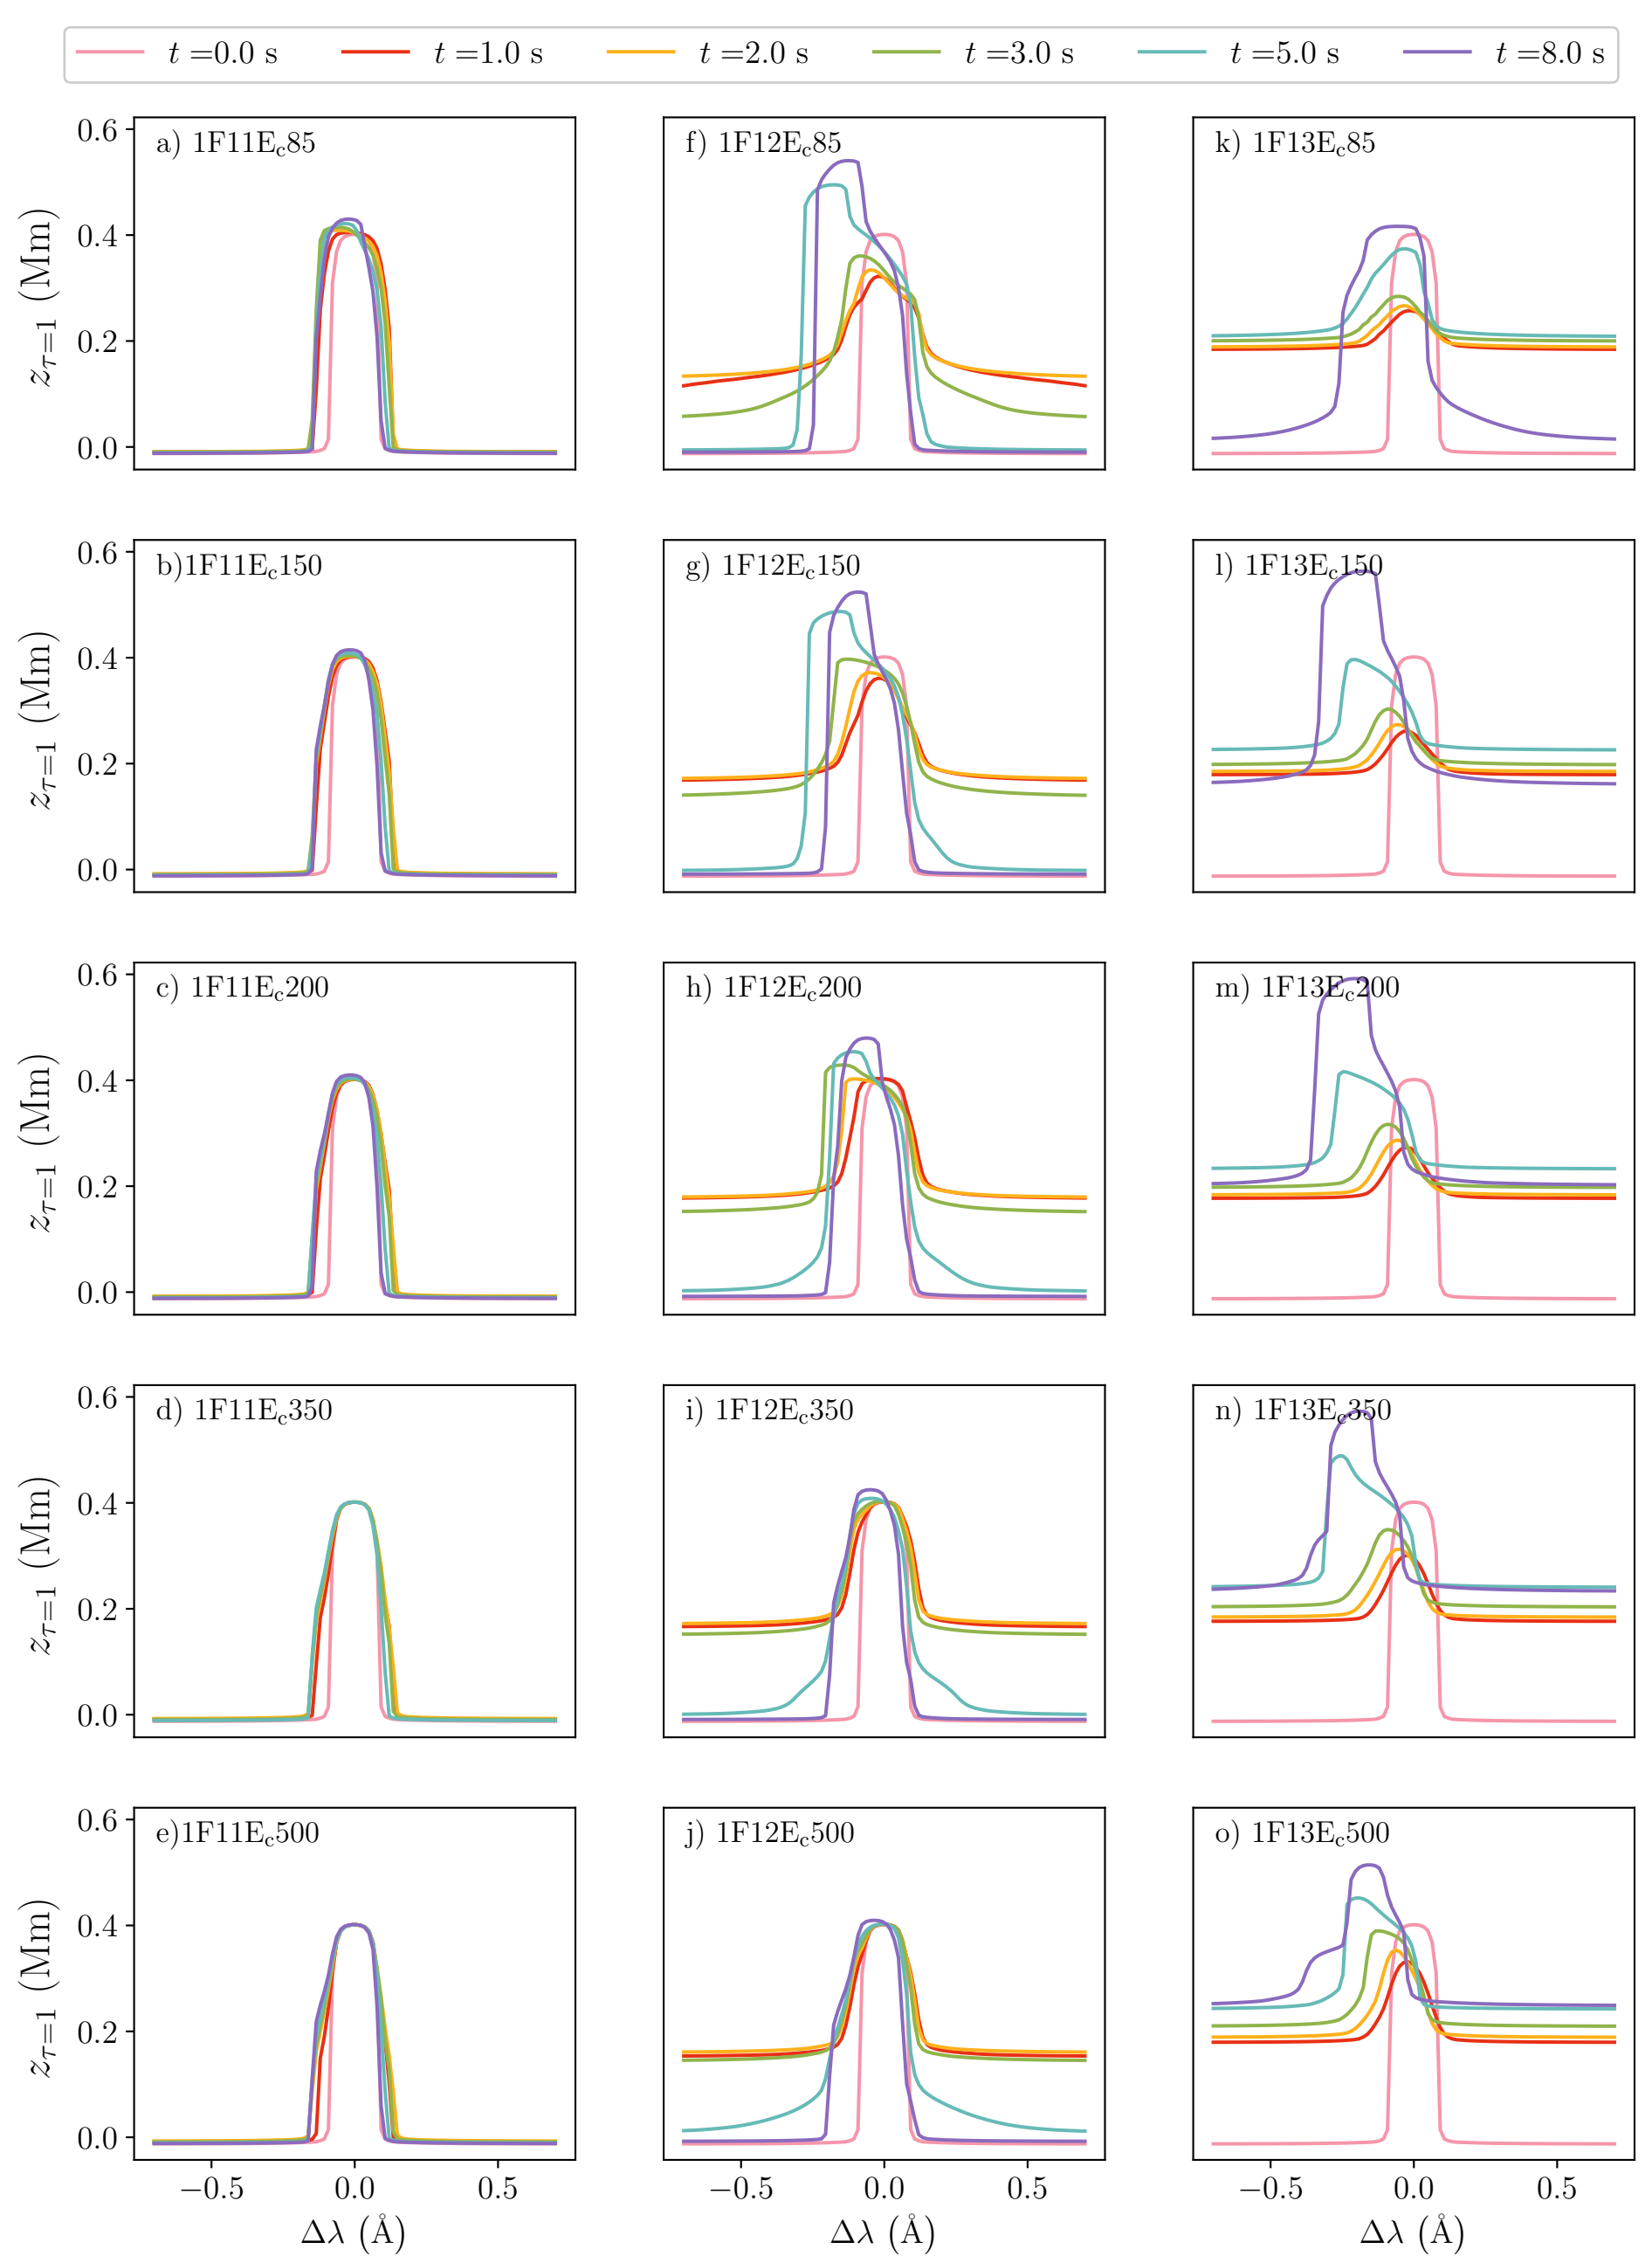 t =0.0 s t =1.0 s t =2.0 s t =3.0 s t =5.0 s t =8.0 s
a) 1F11E_c85 f) 1F12E_c85 k) 1F13E_c85
0.6
0.4
0.2
0.0
z_τ=1 (Mm)
b)1F11E_c150 g) 1F12E_c150 l) 1F13E_c150
0.6
0.4
0.2
0.0
z_τ=1 (Mm)
c) 1F11E_c200 h) 1F12E_c200 m) 1F13E_c200
0.6
0.4
0.2
0.0
z_τ=1 (Mm)
d) 1F11E_c350 i) 1F12E_c350 n) 1F13E_c350
0.6
0.4
0.2
0.0
z_τ=1 (Mm)
e)1F11E_c500 j) 1F12E_c500 o) 1F13E_c500
0.6
0.4
0.2
0.0
z_τ=1 (Mm)
−0.5 0.0 0.5 −0.5 0.0 0.5 −0.5 0.0 0.5
Δλ (Å) Δλ (Å) Δλ (Å)